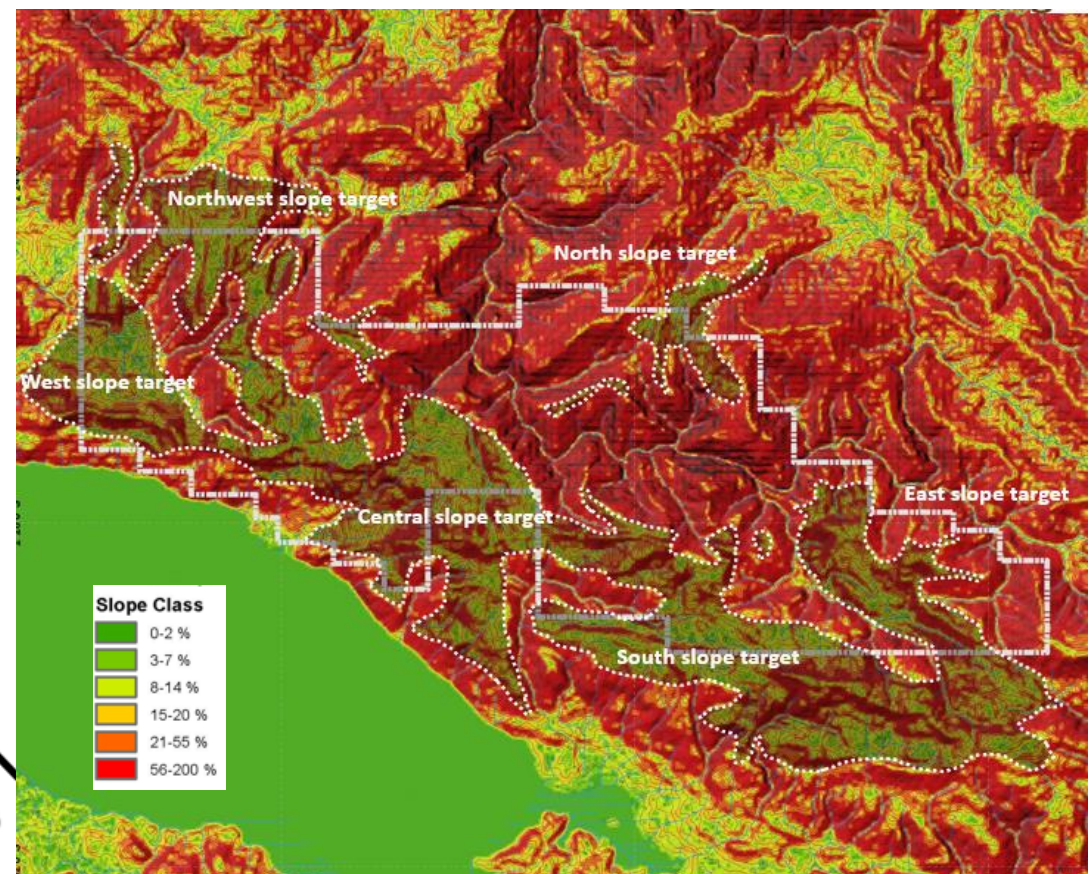 Northwest slope target
North slope target
West slope target
East slope target
Central slope target
South slope target
Slope Class
0-2 %
3-7 %
8-14 %
15-20 %
21-55 %
56-200 %